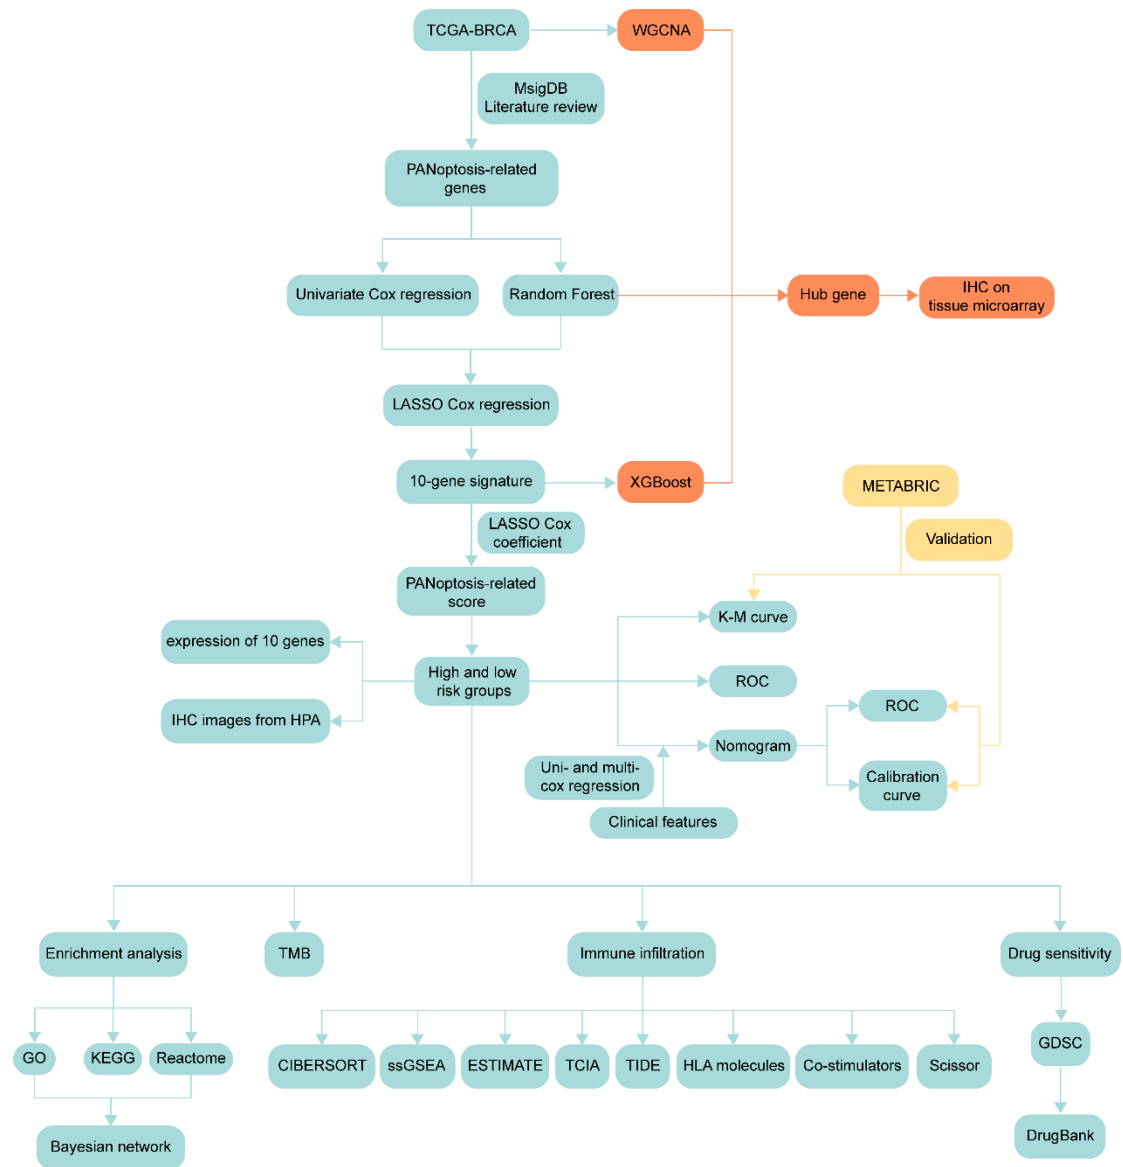 TCGA-BRCA
WGCNA
MsigDB
Literature review
PANoptosis-related
genes
Univariate Cox regression
Random Forest
Hub gene
IHC on
tissue microarray
LASSO Cox regression
10-gene signature
XGBoost
METABRIC
LASSO Cox
coefficient
Validation
PANoptosis-related
score
K-M curve
expression of 10 genes
High and low
risk groups
ROC
IHC images from HPA
ROC
Nomogram
Uni- and multi-
cox regression
Calibration
curve
Clinical features
Enrichment analysis
TMB
Immune infiltration
Drug sensitivity
GO
KEGG
Reactome
CIBERSORT
ssGSEA
ESTIMATE
TCIA
TIDE
HLA molecules
Co-stimulators
Scissor
GDSC
Bayesian network
DrugBank